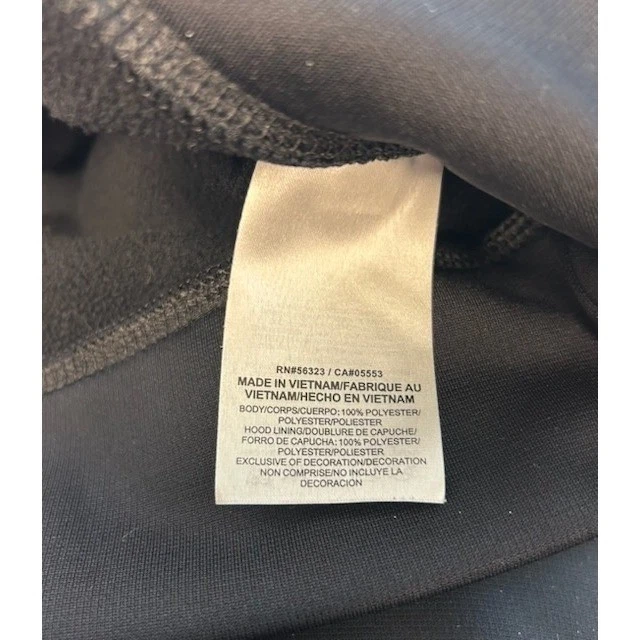 RN#56323 / CA#05553
MADE IN VIETNAM/FABRIQUE AU
VIETNAM/HECHO EN VIETNAM
BODY/CORPS/CUERPO: 100% POLYESTER/
POLYESTER/POLIESTER
HOOD LINING/DOUBLURE DE CAPUCHE/
FORRO DE CAPUCHA: 100% POLYESTER/
POLYESTER/POLIESTER
EXCLUSIVE OF DECORATION/DECORATION
NON COMPRISE/NO INCLUYE LA
DECORACION